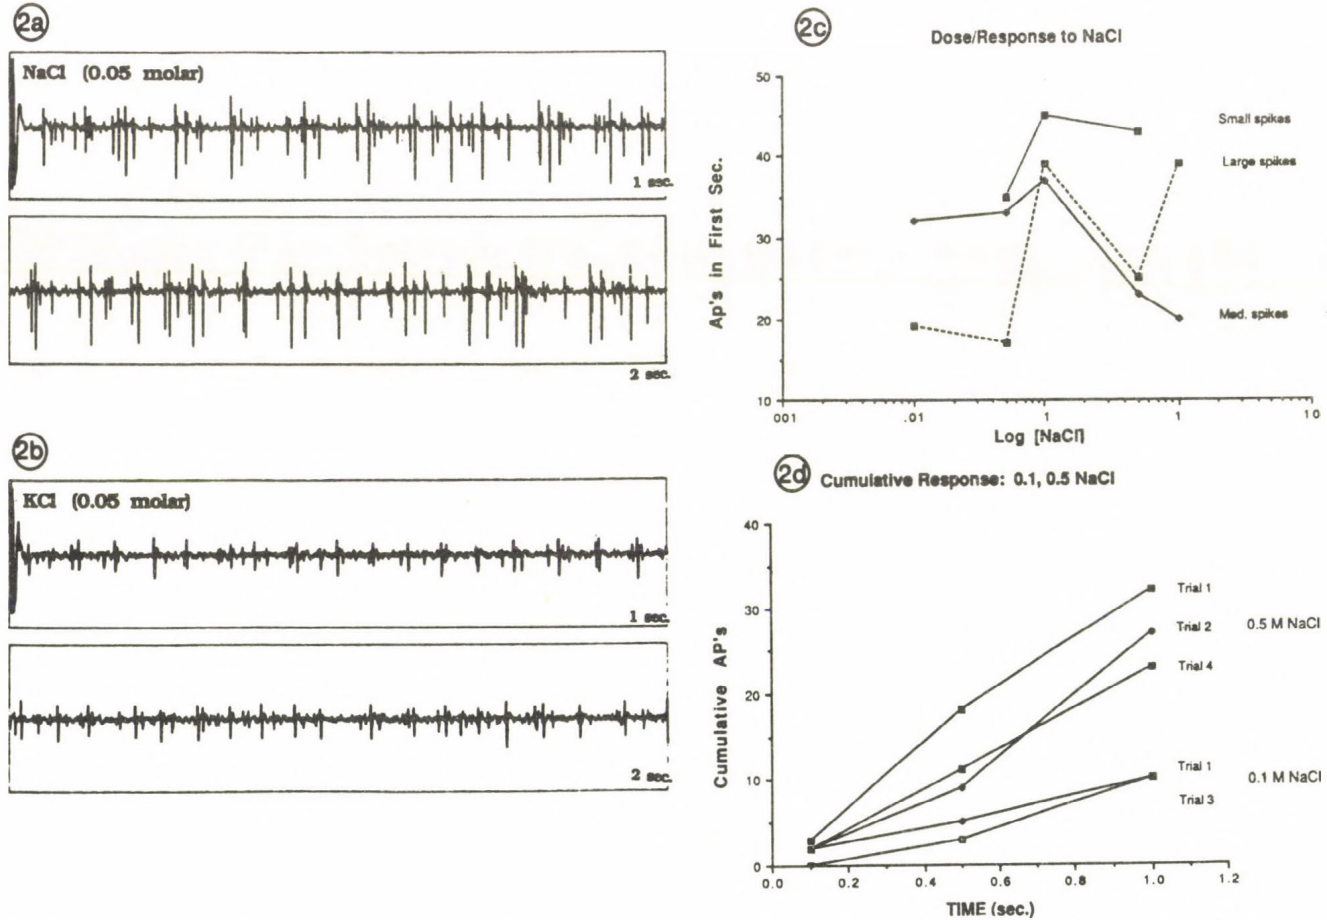 2a
NaCl (0.05 molar)
1 sec.
2 sec.
2b
KCl (0.05 molar)
1 sec.
2 sec.
2c
Dose/Response to NaCl
50
40
30
20
10
Ap's in First Sec.
001
.01
1
1
10
Log [NaCl]
Small spikes
Large spikes
Med. spikes
2d
Cumulative Response: 0.1, 0.5 NaCl
40
30
20
10
0
Cumulative AP's
0.0
0.2
0.4
0.6
0.8
1.0
1.2
TIME (sec.)
Trial 1
Trial 2
0.5 M NaCl
Trial 4
Trial 1
0.1 M NaCl
Trial 3